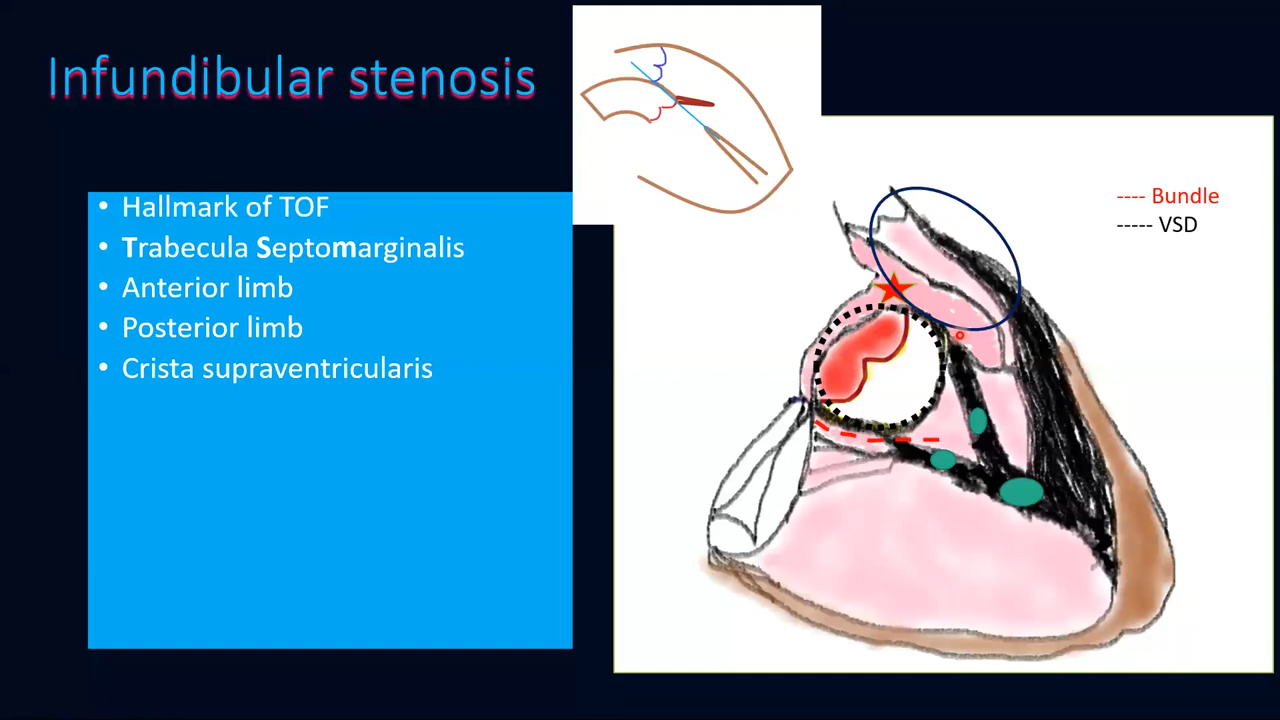 Infundibular stenosis
• Hallmark of TOF
• Trabecula Septomarginalis
• Anterior limb
• Posterior limb
• Crista supraventricularis
---- Bundle
----- VSD